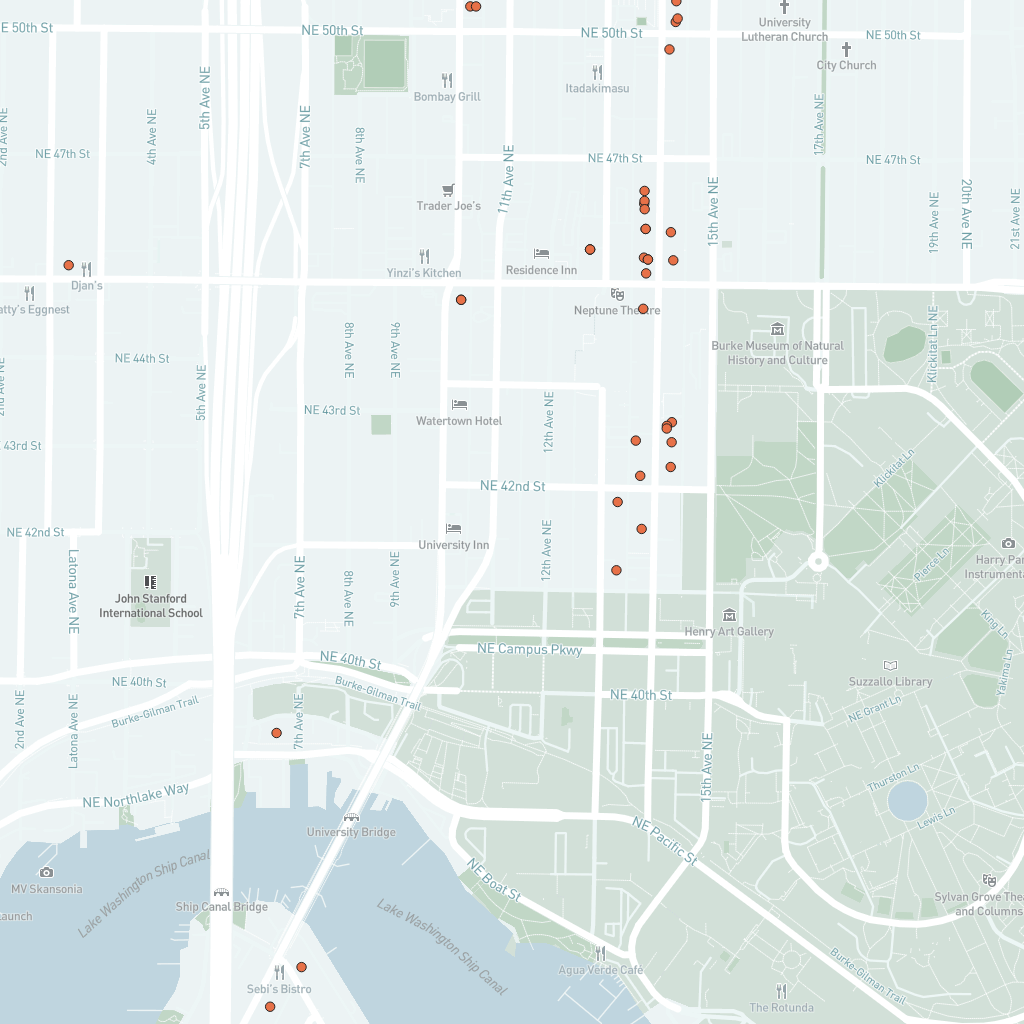 NE 50th St
NE 50th St
NE 50th St
NE 50th St
University
Lutheran Church
City Church
Bombay Grill
Itadakimasu
2nd Ave NE
4th Ave NE
5th Ave NE
7th Ave NE
8th Ave NE
11th Ave NE
15th Ave NE
17th Ave NE
19th Ave NE
20th Ave NE
21st Ave NE
NE 47th St
NE 47th St
NE 47th St
Trader Joe's
Yinzi's Kitchen
Residence Inn
Djan's
atty's Eggnest
Neptune Theatre
Burke Museum of Natural
History and Culture
Klickitat Ln NE
NE 44th St
8th Ave NE
9th Ave NE
5th Ave NE
2nd Ave NE
NE 43rd St
43rd St
Watertown Hotel
12th Ave NE
Klickitat Ln
NE 42nd St
NE 42nd St
University Inn
12th Ave NE
9th Ave NE
8th Ave NE
7th Ave NE
Latona Ave NE
John Stanford
International School
Pierce Ln
Harry Par
Instrumenta
King Ln
Yakima Ln
Henry Art Gallery
NE Campus Pkwy
NE 40th St
NE 40th St
NE 40th St
Suzzallo Library
NE Grant Ln
Burke-Gilman Trail
Burke-Gilman Trail
2nd Ave NE
Latona Ave NE
7th Ave NE
15th Ave NE
Thurston Ln
Lewis Ln
NE Northlake Way
University Bridge
NE Pacific St
NE Boat St
MV Skansonia
Lake Washington Ship Canal
Ship Canal Bridge
Lake Washington Ship Canal
aunch
Sylvan Grove Thea
and Columns
Agua Verde Café
Burke-Gilman Trail
Sebi's Bistro
The Rotunda